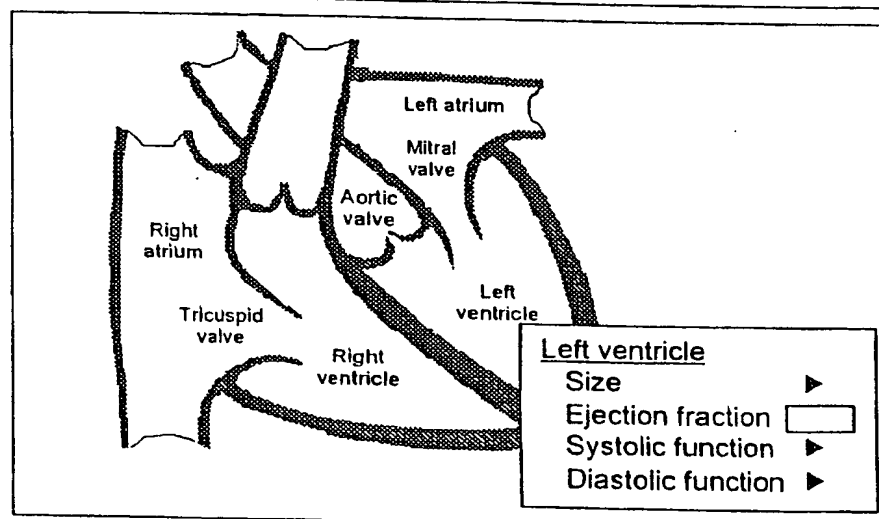 Left atrium
Mitral
valve
Aortic
valve
Right
atrium
Tricuspid
valve
Left
ventricle
Right
ventricle
Left ventricle
Size
Ejection fraction
Systolic function
Diastolic function